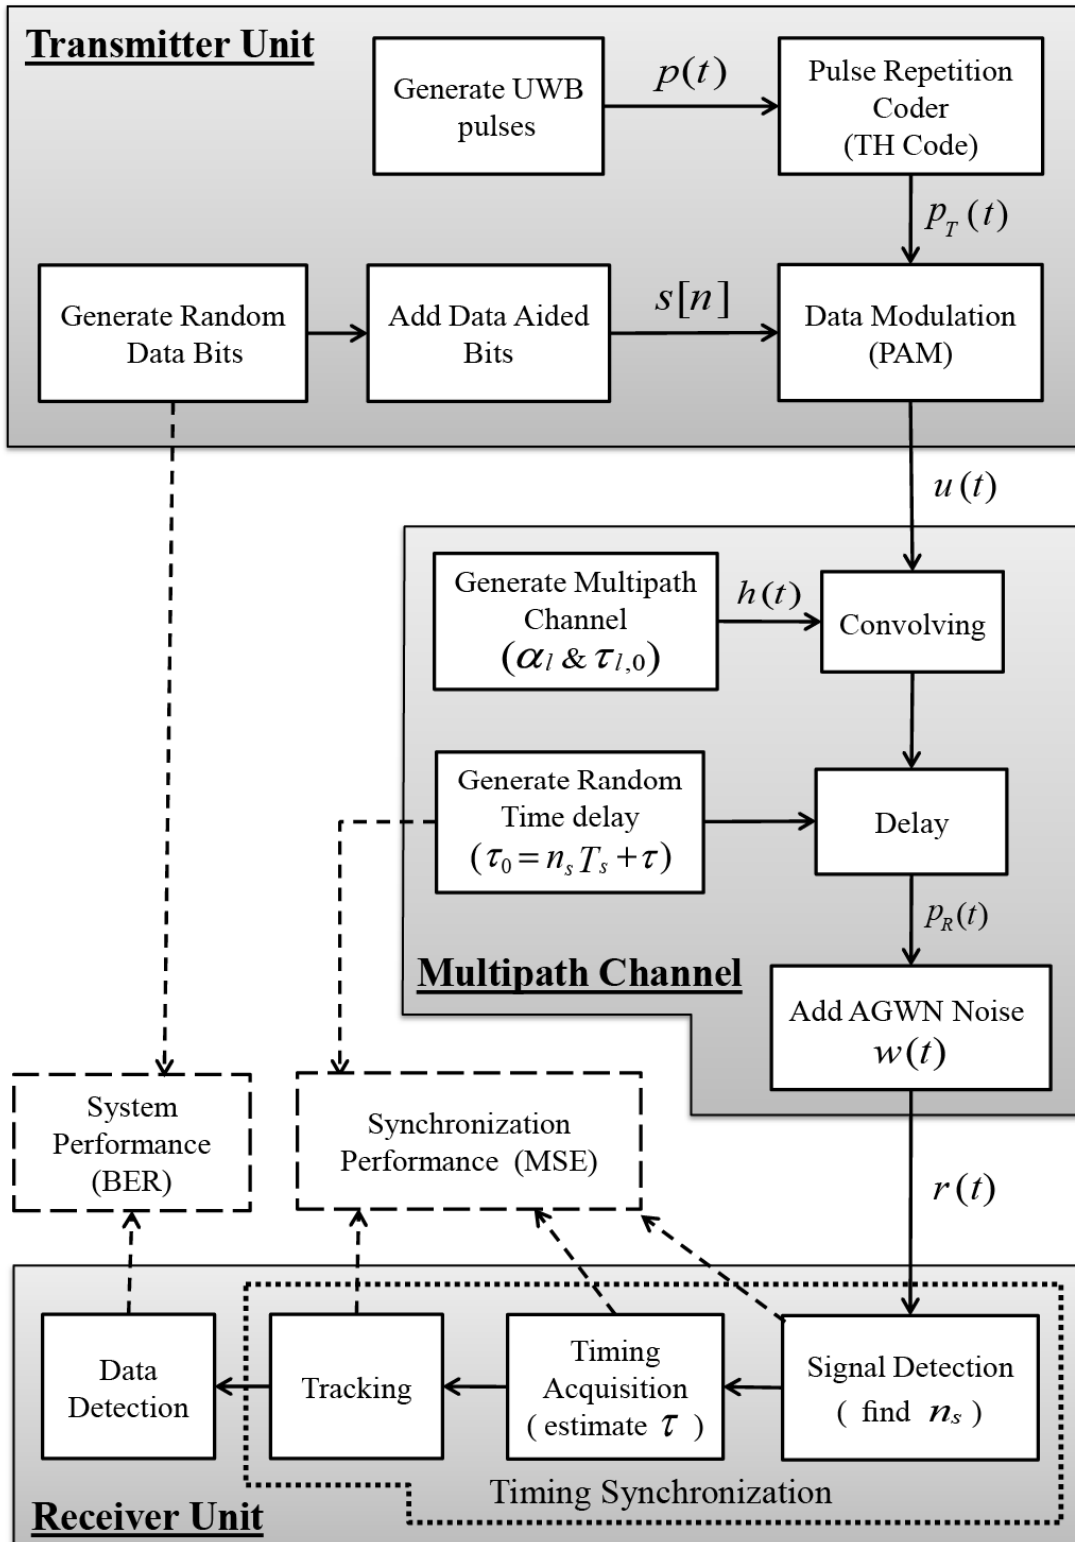 Transmitter Unit
Generate UWB
pulses
p(t)
Pulse Repetition
Coder
(TH Code)
p_T (t)
Generate Random
Data Bits
Add Data Aided
Bits
s[n]
Data Modulation
(PAM)
u(t)
Generate Multipath
Channel
(α_l & τ_{l,0})
h(t)
Convolving
Generate Random
Time delay
(τ_0 = n_s T_s + τ)
Delay
p_R(t)
Multipath Channel
Add AGWN Noise
w(t)
System
Performance
(BER)
Synchronization
Performance (MSE)
r(t)
Data
Detection
Tracking
Timing
Acquisition
( estimate τ )
Signal Detection
( find n_s )
Timing Synchronization
Receiver Unit